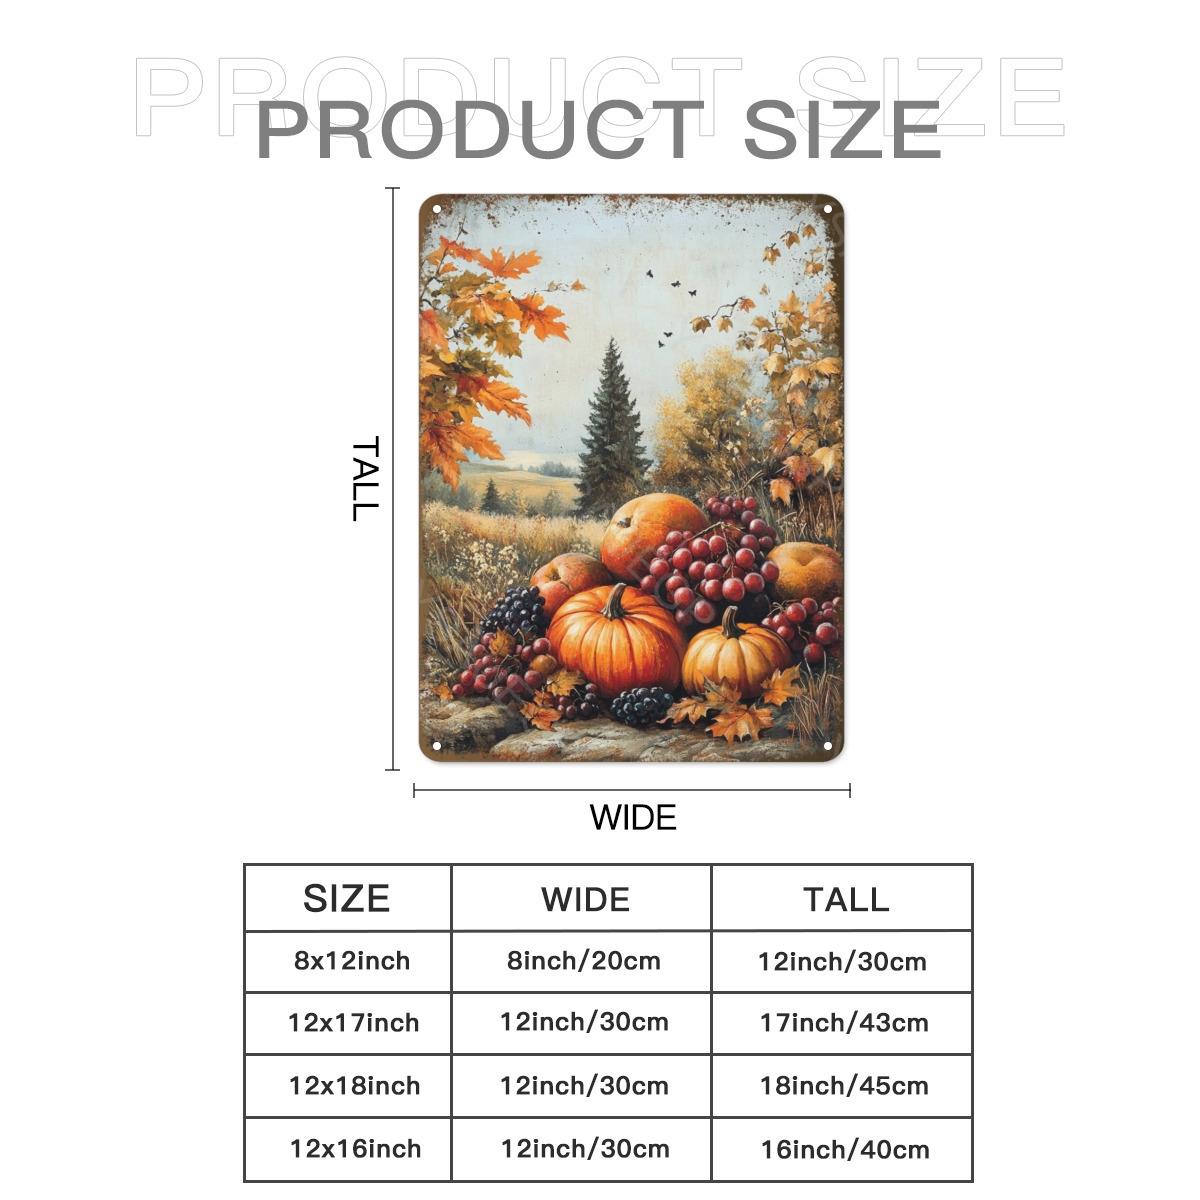 PRODUCT SIZE
PRODUCT SIZE
TALL
WIDE
SIZE WIDE TALL
8x12inch 8inch/20cm 12inch/30cm
12x17inch 12inch/30cm 17inch/43cm
12x18inch 12inch/30cm 18inch/45cm
12x16inch 12inch/30cm 16inch/40cm